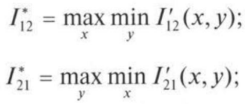 I*₁₂ = max min I′₁₂(x, y);
x y
I*₂₁ = max min I′₂₁(x, y);
y x